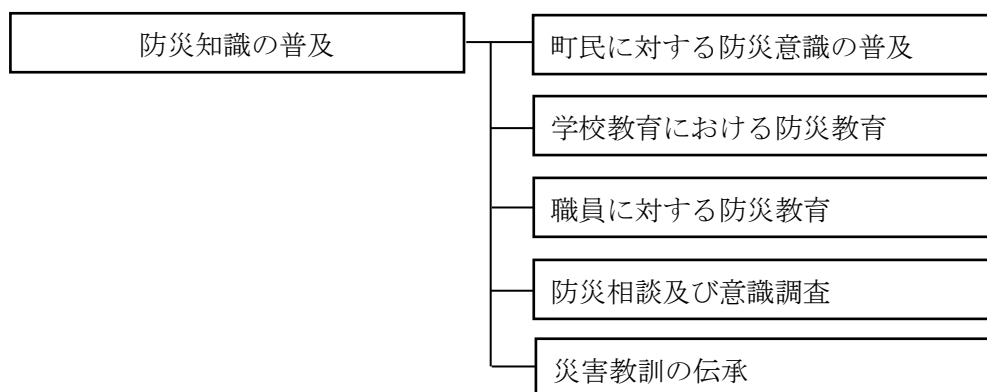 防災知識の普及
町民に対する防災意識の普及
学校教育における防災教育
職員に対する防災教育
防災相談及び意識調査
災害教訓の伝承